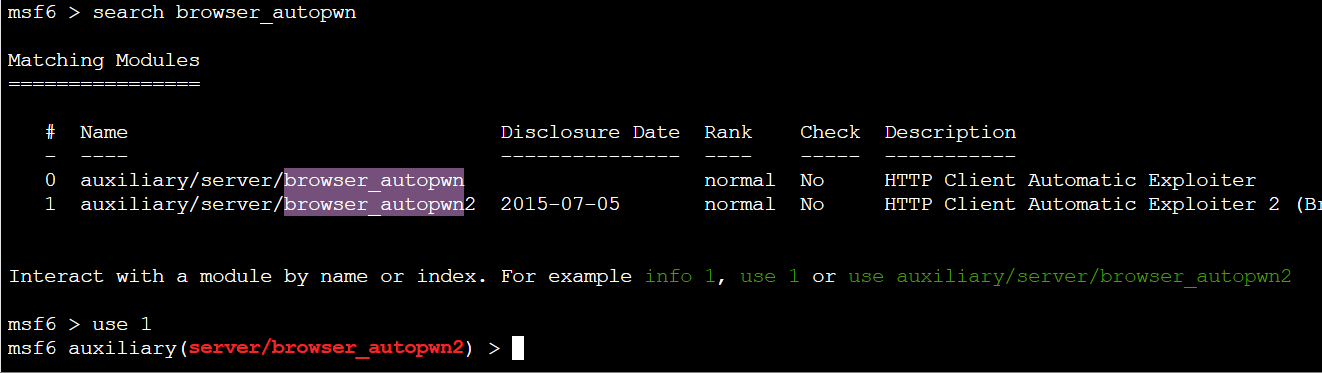 msf6 > search browser_autopwn
Matching Modules
================
# Name Disclosure Date Rank Check Description
- ---- --------------- ---- ----- -----------
0 auxiliary/server/browser_autopwn normal No HTTP Client Automatic Exploiter
1 auxiliary/server/browser_autopwn2 2015-07-05 normal No HTTP Client Automatic Exploiter 2 (Br
Interact with a module by name or index. For example info 1, use 1 or use auxiliary/server/browser_autopwn2
msf6 > use 1
msf6 auxiliary(server/browser_autopwn2) >